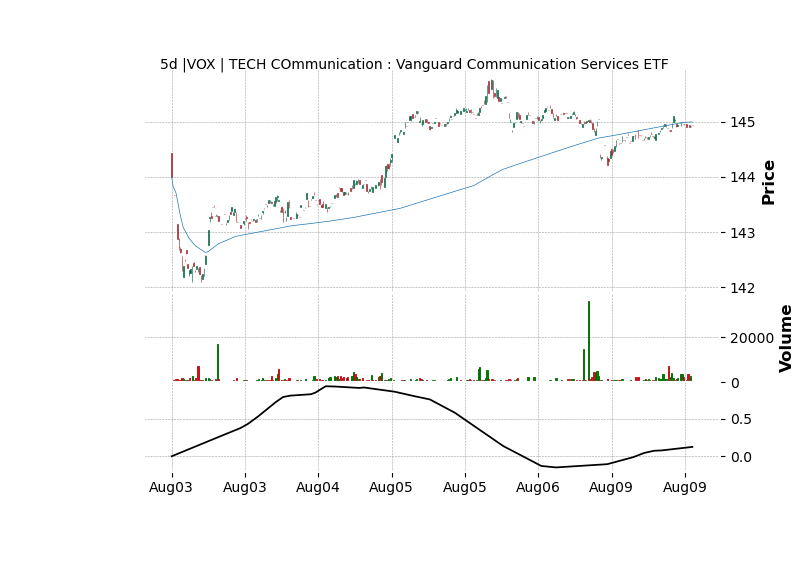 5d |VOX | TECH COmmunication : Vanguard Communication Services ETF
145
144
143
142
Price
20000
0
Volume
0.5
0.0
Aug03 Aug03 Aug04 Aug05 Aug05 Aug06 Aug09 Aug09